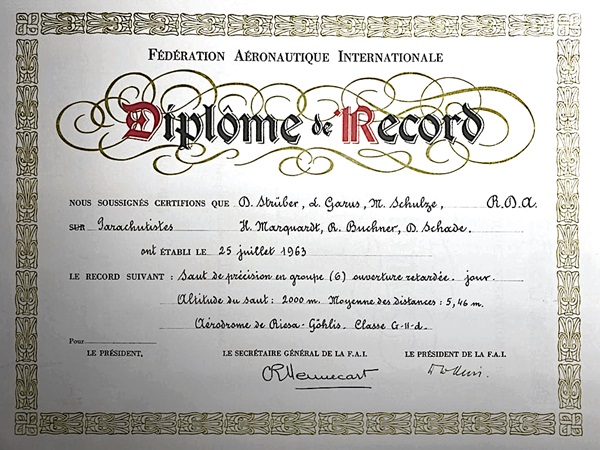 FÉDÉRATION AÉRONAUTIQUE INTERNATIONALE
Diplôme de Record
NOUS SOUSSIGNÉS CERTIFIONS QUE D. Strüber, L. Garus, M. Schulze, R.D.A.
SUR Parachutistes H. Marquardt, R. Buchner, D. Schade.
ont ÉTABLI LE 25 juillet 1963
LE RECORD SUIVANT : Saut de précision en groupe (6) ouverture retardée - jour.
Altitude du saut : 2000 m. Moyenne des distances : 5,46 m.
Aérodrome de Riesa-Göhlis. Classe G-II-d.
Pour
LE PRÉSIDENT, LE SECRÉTAIRE GÉNÉRAL DE LA F.A.I. LE PRÉSIDENT DE LA F.A.I.